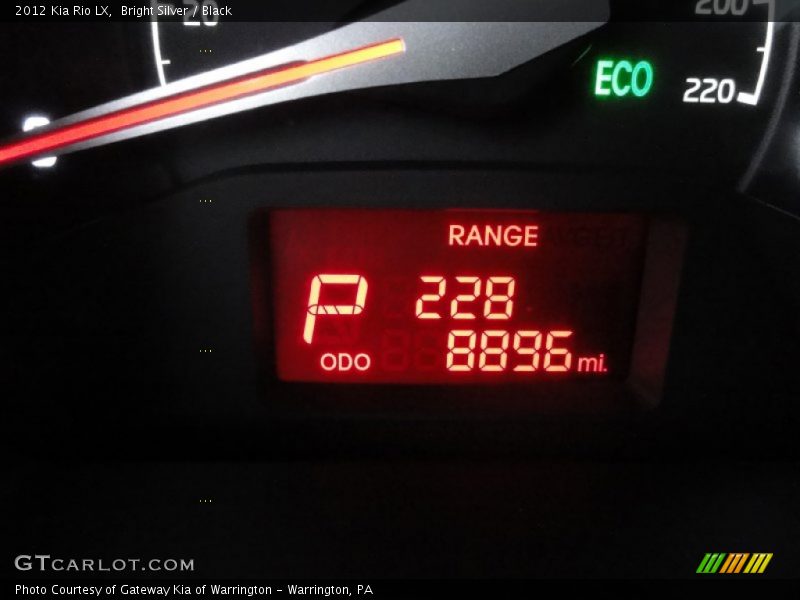 2012 Kia Rio LX, Bright Silver / Black
20
200
ECO
220
RANGE
P
228
ODO
8896 mi.
GTCARLOT.COM
Photo Courtesy of Gateway Kia of Warrington - Warrington, PA